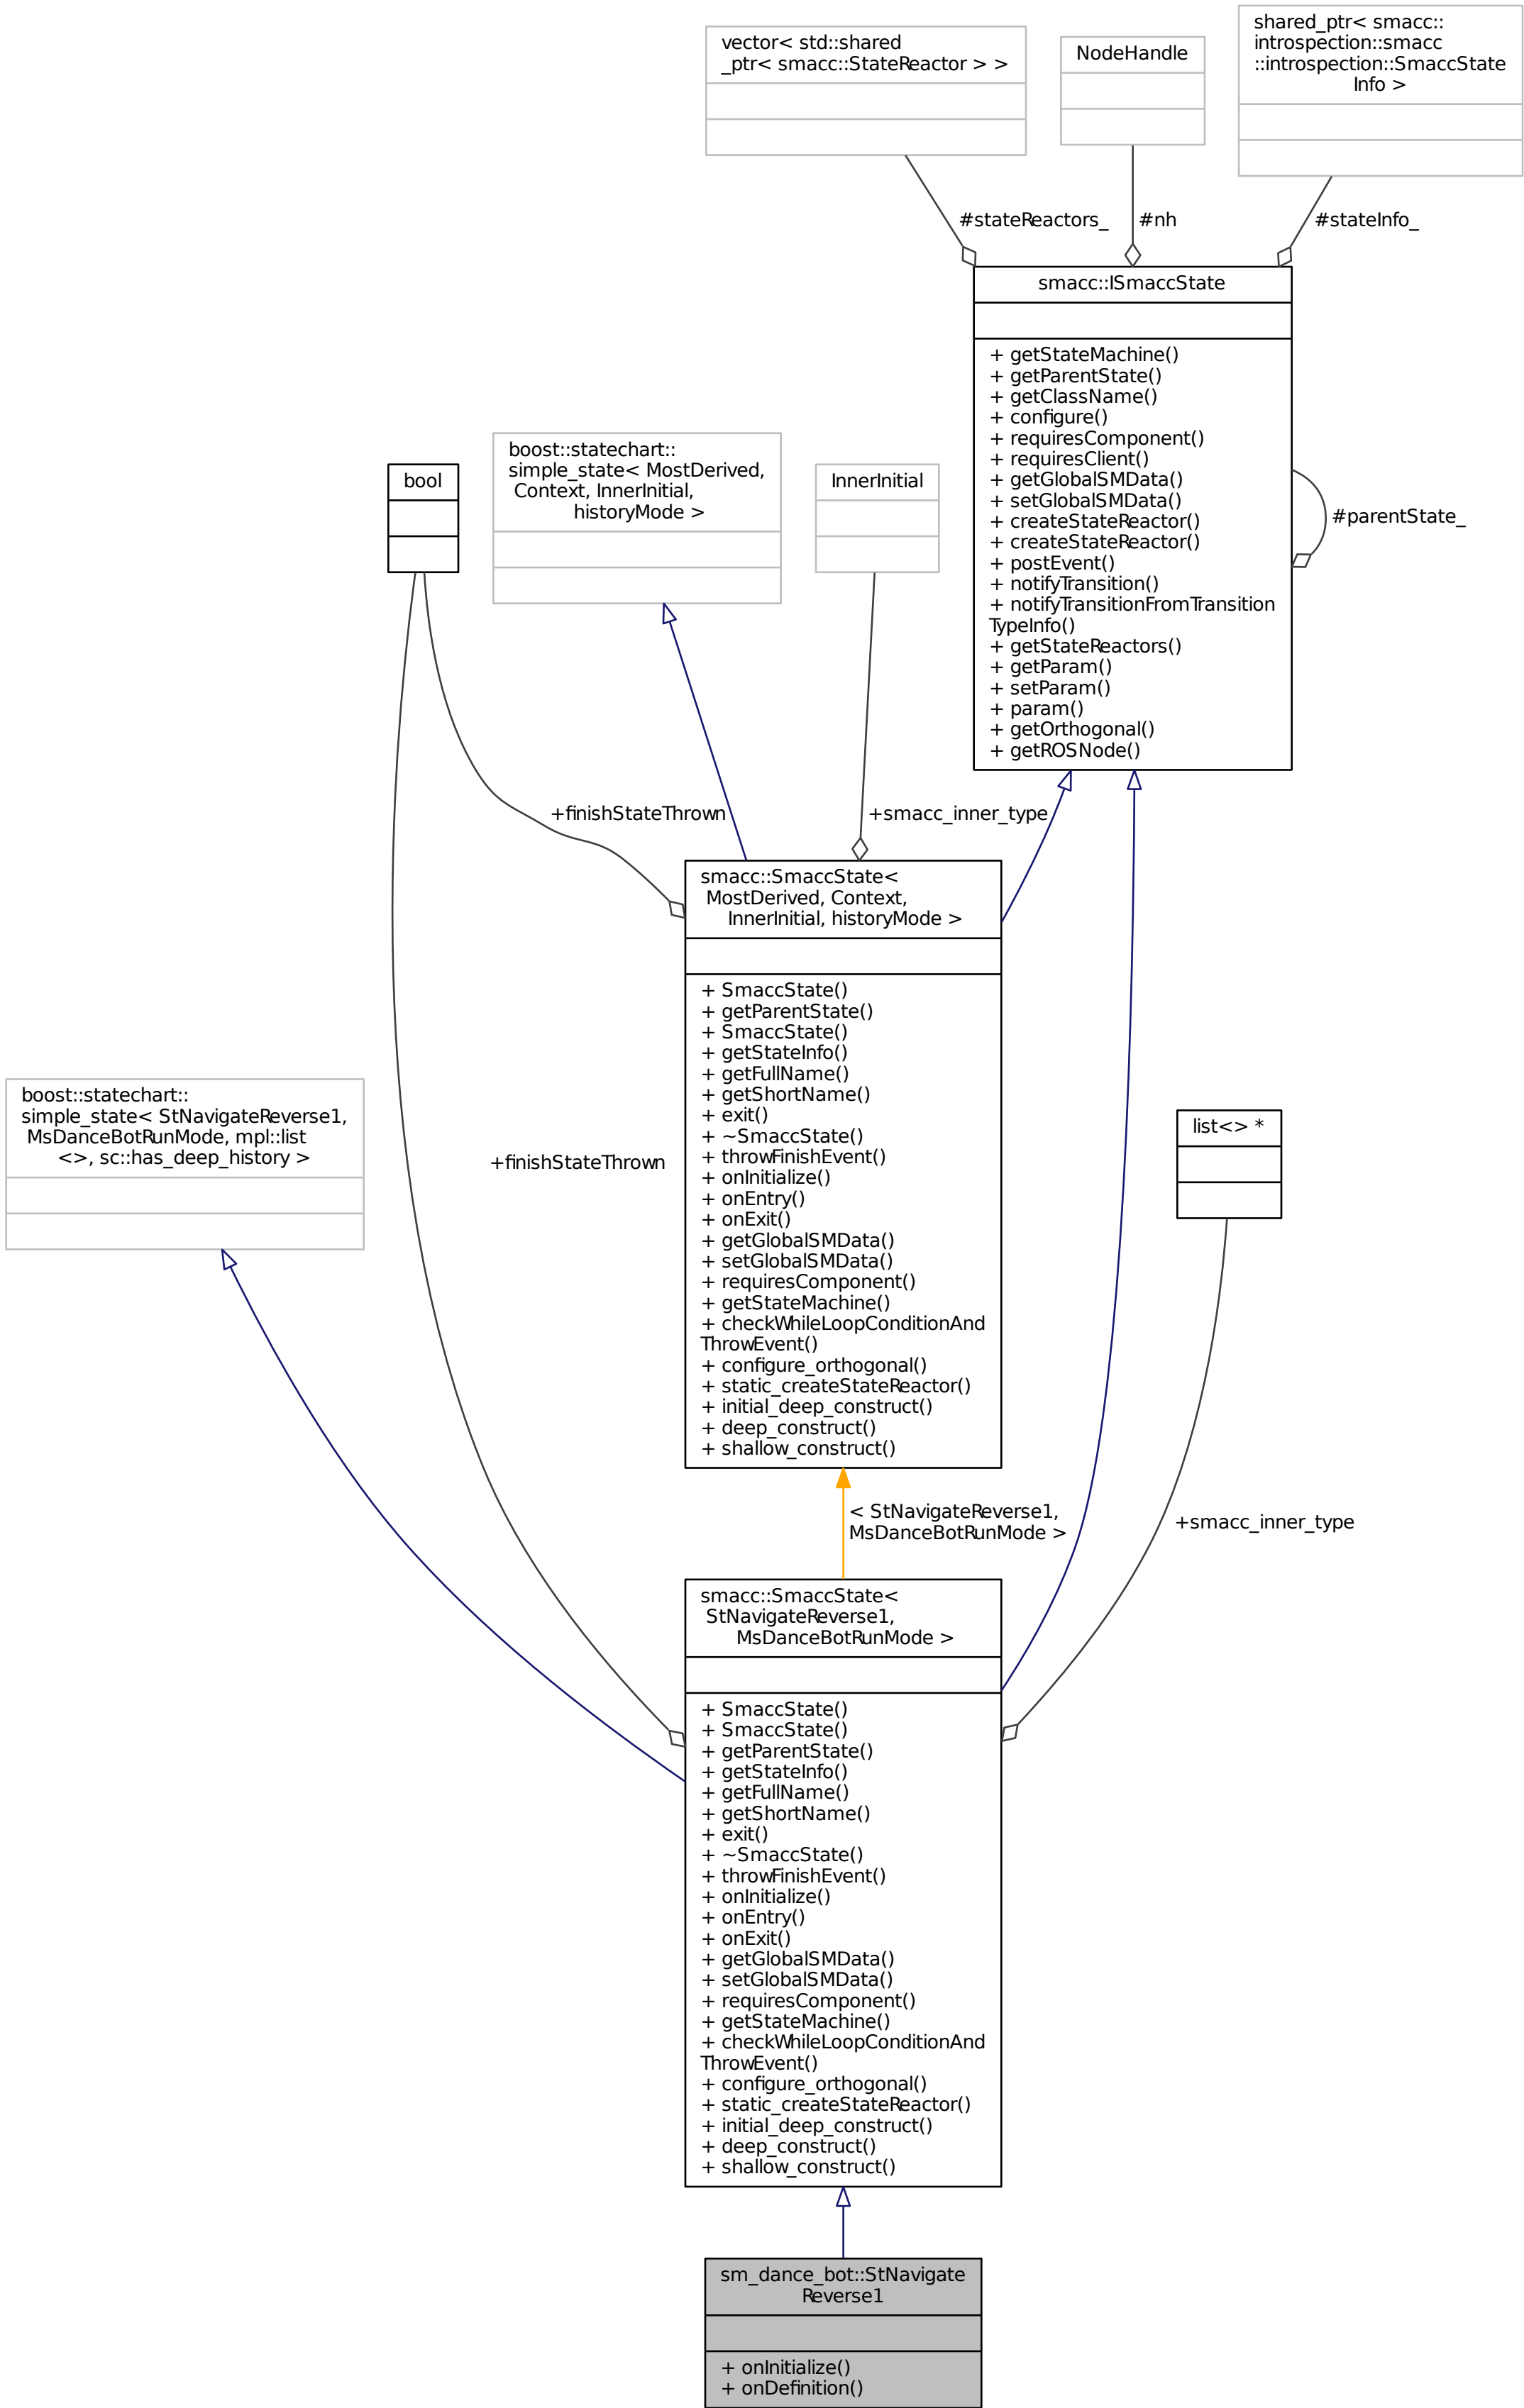 vector< std::shared
_ptr< smacc::StateReactor > >
NodeHandle
shared_ptr< smacc::
introspection::smacc
::introspection::SmaccState
Info >
#stateReactors_
#nh
#stateInfo_
smacc::ISmaccState
+ getStateMachine()
+ getParentState()
+ getClassName()
+ configure()
+ requiresComponent()
+ requiresClient()
+ getGlobalSMData()
+ setGlobalSMData()
+ createStateReactor()
+ createStateReactor()
+ postEvent()
+ notifyTransition()
+ notifyTransitionFromTransition
TypeInfo()
+ getStateReactors()
+ getParam()
+ setParam()
+ param()
+ getOrthogonal()
+ getROSNode()
#parentState_
bool
boost::statechart::
simple_state< MostDerived,
Context, InnerInitial,
historyMode >
InnerInitial
+finishStateThrown
+smacc_inner_type
smacc::SmaccState<
MostDerived, Context,
InnerInitial, historyMode >
+ SmaccState()
+ getParentState()
+ SmaccState()
+ getStateInfo()
+ getFullName()
+ getShortName()
+ exit()
+ ~SmaccState()
+ throwFinishEvent()
+ onInitialize()
+ onEntry()
+ onExit()
+ getGlobalSMData()
+ setGlobalSMData()
+ requiresComponent()
+ getStateMachine()
+ checkWhileLoopConditionAnd
ThrowEvent()
+ configure_orthogonal()
+ static_createStateReactor()
+ initial_deep_construct()
+ deep_construct()
+ shallow_construct()
boost::statechart::
simple_state< StNavigateReverse1,
MsDanceBotRunMode, mpl::list
<>, sc::has_deep_history >
+finishStateThrown
list<> *
< StNavigateReverse1,
MsDanceBotRunMode >
+smacc_inner_type
smacc::SmaccState<
StNavigateReverse1,
MsDanceBotRunMode >
+ SmaccState()
+ SmaccState()
+ getParentState()
+ getStateInfo()
+ getFullName()
+ getShortName()
+ exit()
+ ~SmaccState()
+ throwFinishEvent()
+ onInitialize()
+ onEntry()
+ onExit()
+ getGlobalSMData()
+ setGlobalSMData()
+ requiresComponent()
+ getStateMachine()
+ checkWhileLoopConditionAnd
ThrowEvent()
+ configure_orthogonal()
+ static_createStateReactor()
+ initial_deep_construct()
+ deep_construct()
+ shallow_construct()
sm_dance_bot::StNavigate
Reverse1
+ onInitialize()
+ onDefinition()